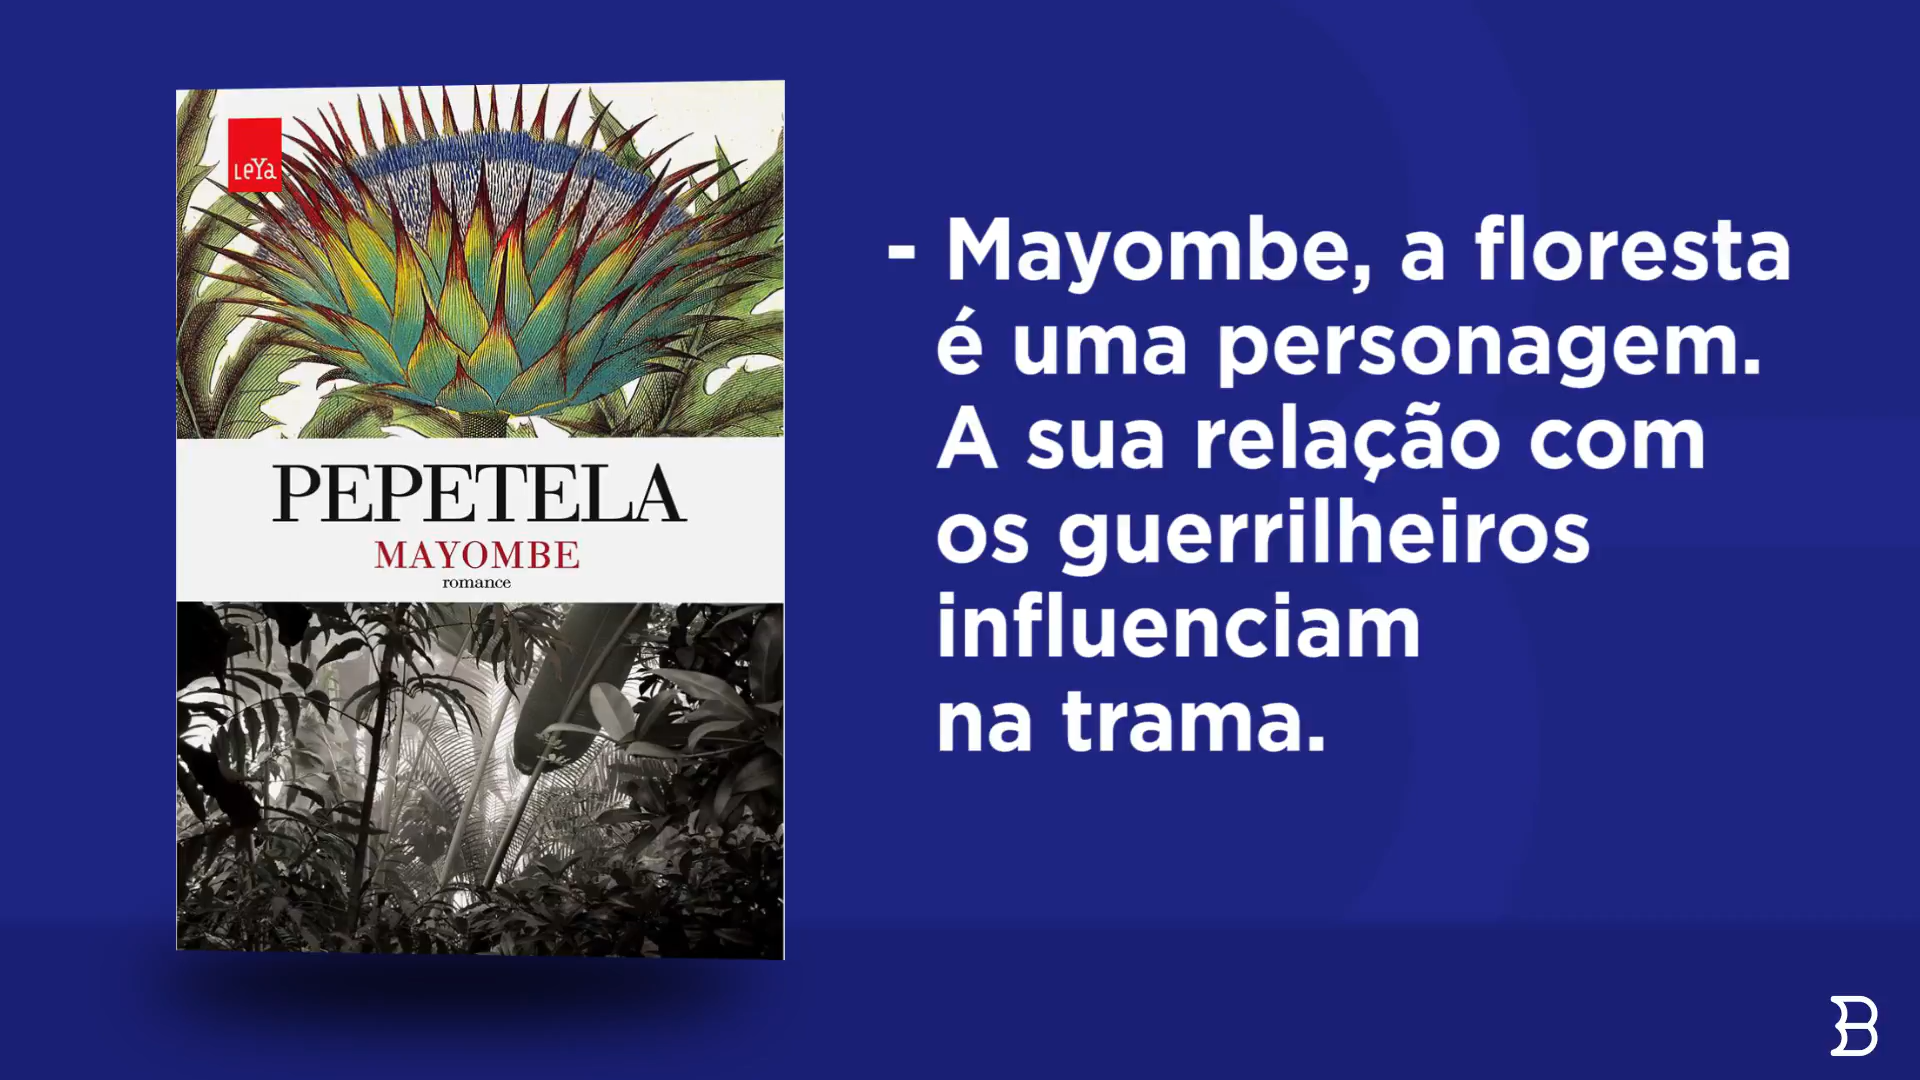 LeYa
PEPETELA
MAYOMBE
romance
- Mayombe, a floresta
é uma personagem.
A sua relação com
os guerrilheiros
influenciam
na trama.
B